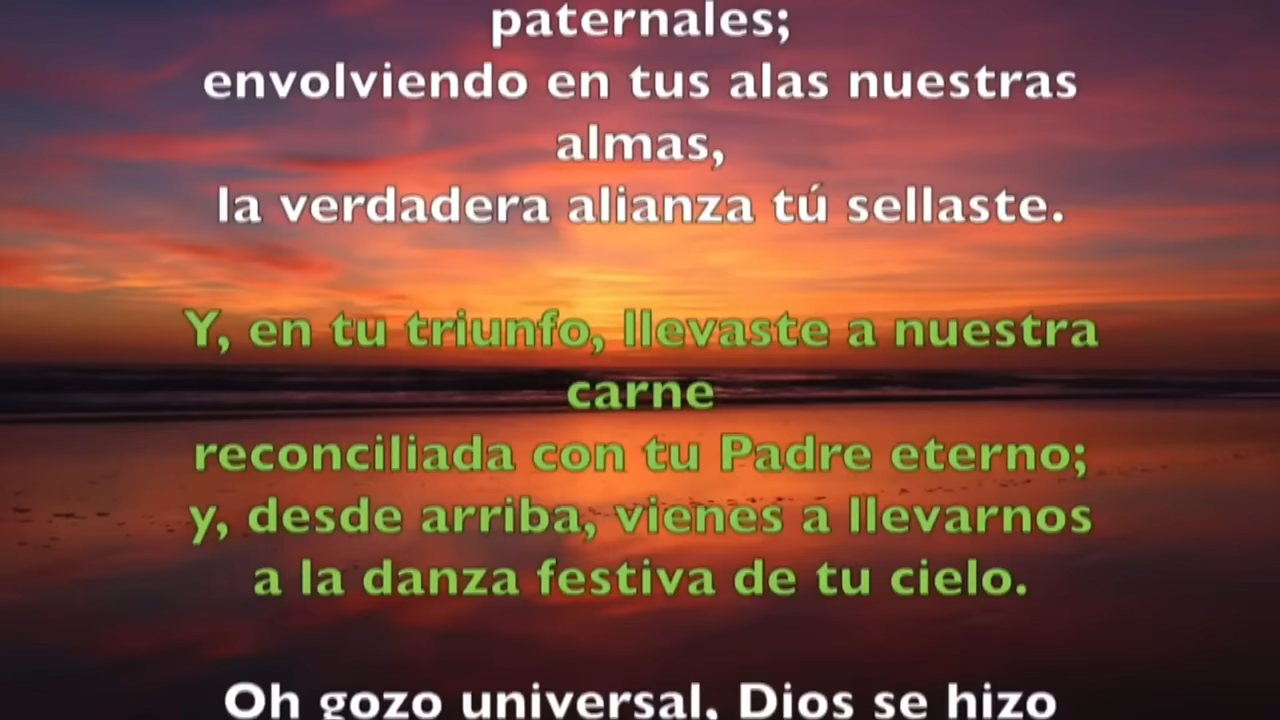 paternales;
envolviendo en tus alas nuestras
almas,
la verdadera alianza tú sellaste.
Y, en tu triunfo, llevaste a nuestra
carne
reconciliada con tu Padre eterno;
y, desde arriba, vienes a llevarnos
a la danza festiva de tu cielo.
Oh gozo universal, Dios se hizo